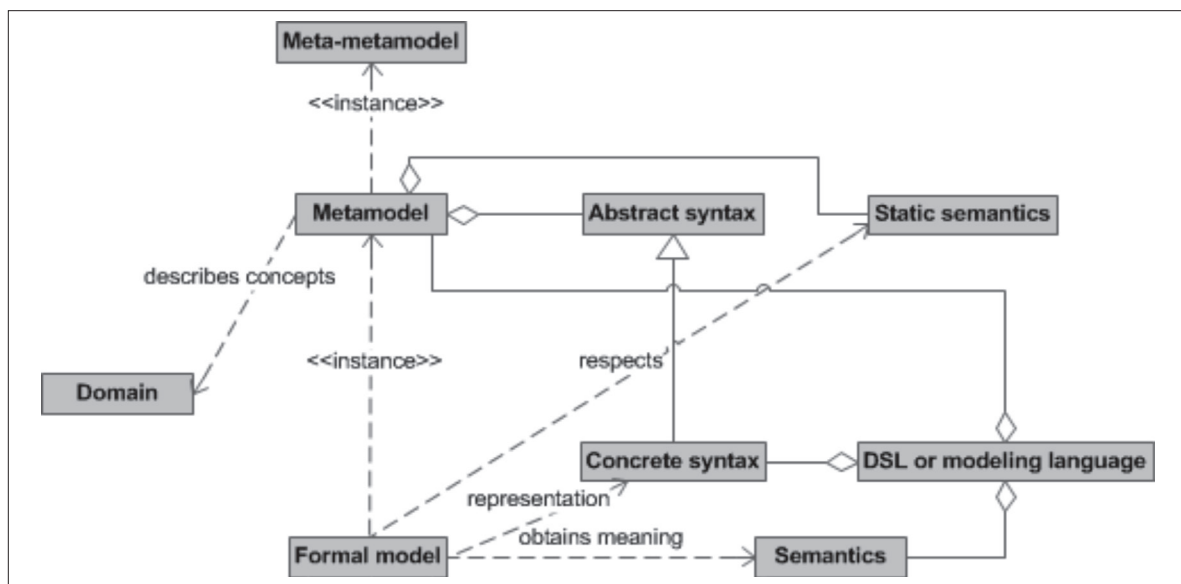 Meta-metamodel
<<instance>>
Metamodel
Abstract syntax
Static semantics
describes concepts
<<instance>>
respects
Domain
Concrete syntax
DSL or modeling language
representation
obtains meaning
Formal model
Semantics